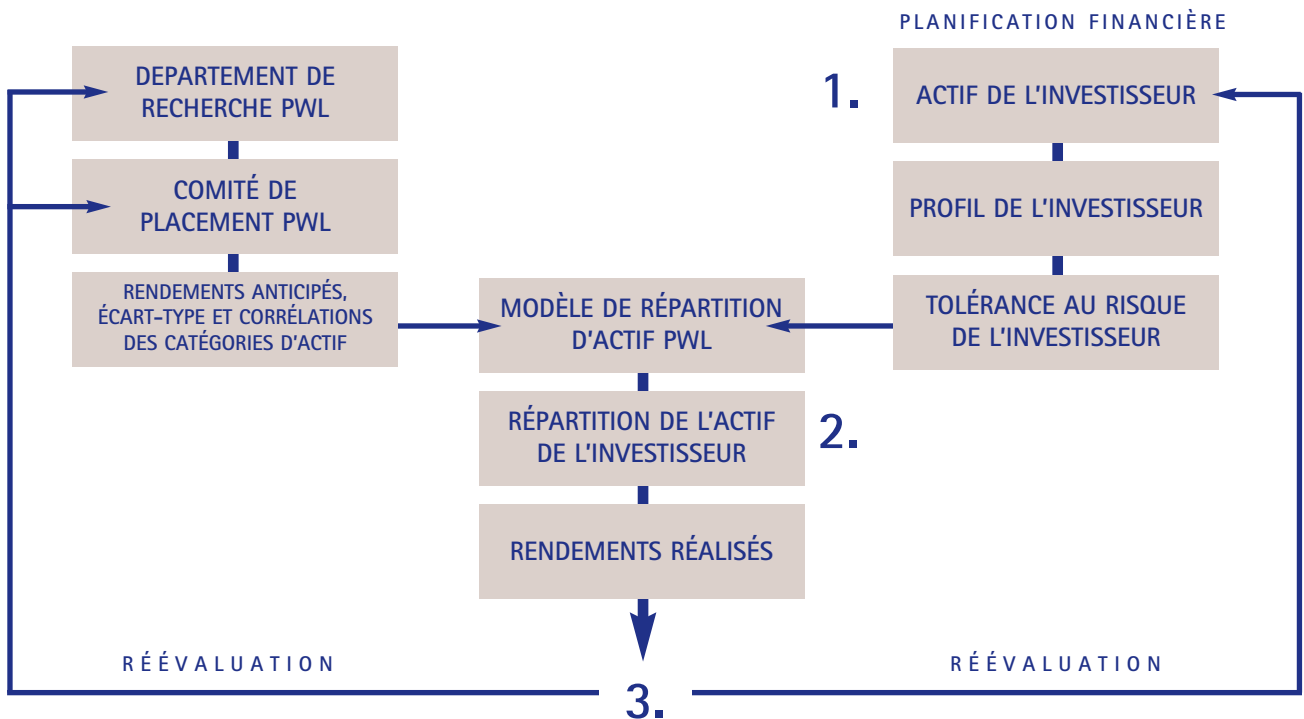 PLANIFICATION FINANCIÈRE
DEPARTEMENT DE
RECHERCHE PWL
1.
ACTIF DE L'INVESTISSEUR
COMITÉ DE
PLACEMENT PWL
PROFIL DE L'INVESTISSEUR
RENDEMENTS ANTICIPÉS,
ÉCART-TYPE ET CORRÉLATIONS
DES CATÉGORIES D'ACTIF
MODÈLE DE RÉPARTITION
D'ACTIF PWL
TOLÉRANCE AU RISQUE
DE L'INVESTISSEUR
RÉPARTITION DE L'ACTIF
DE L'INVESTISSEUR
2.
RENDEMENTS RÉALISÉS
RÉÉVALUATION
RÉÉVALUATION
3.